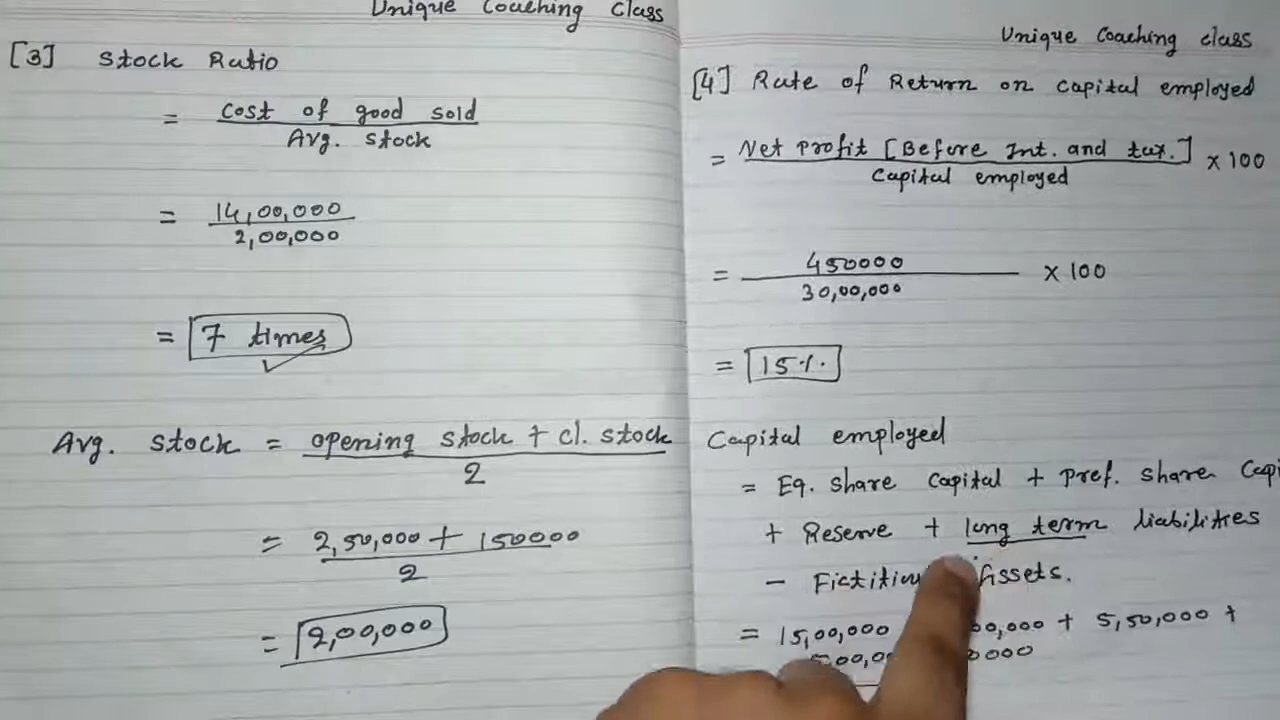 Unique Coaching Class
[3] Stock Ratio
= Cost of good sold
Avg. stock
= 14,00,000
2,00,000
= 7 times
Avg. stock = opening stock + cl. stock
2
= 2,50,000 + 150000
2
= 2,00,000
Unique Coaching class
[4] Rate of Return on capital employed
= Net Profit [Before Int. and tax.] × 100
Capital employed
= 450000 × 100
30,00,000
= 15%.
Capital employed
= Eq. share capital + Pref. share
+ Reserve + long term liabilities
- Assets.
= 15,00,000 + 5,50,000 +